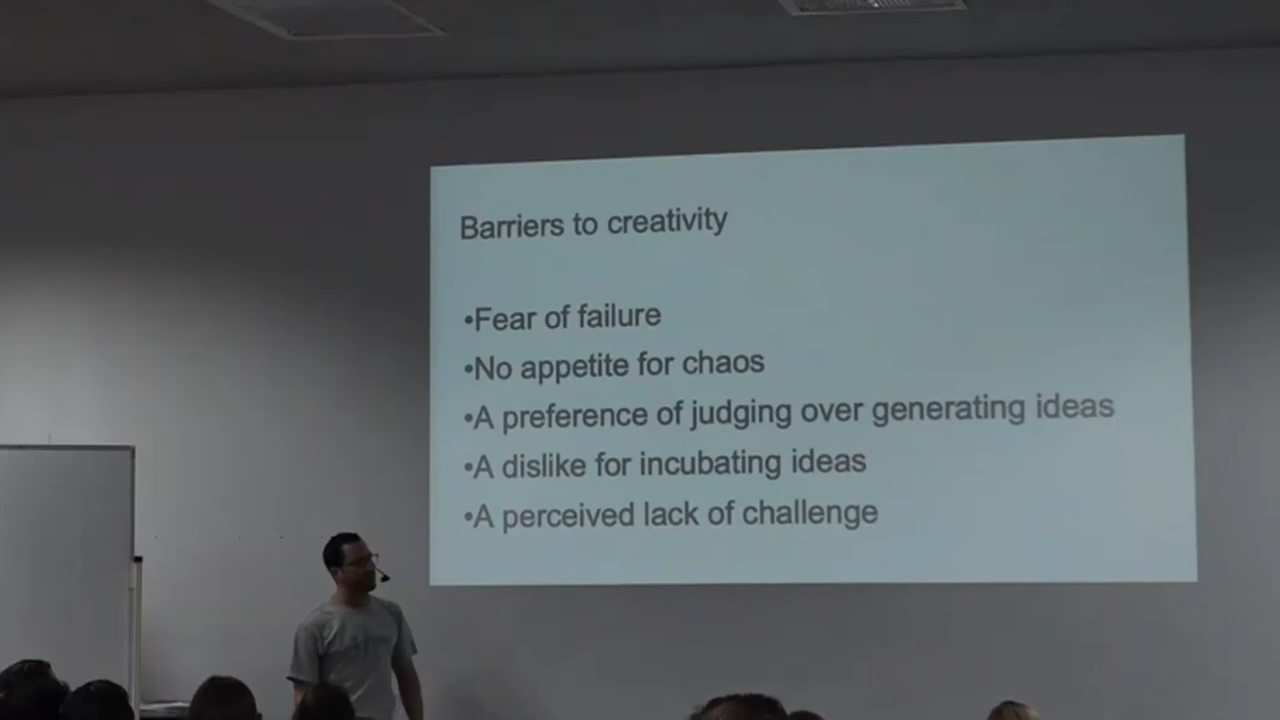 Barriers to creativity
•Fear of failure
•No appetite for chaos
•A preference of judging over generating ideas
•A dislike for incubating ideas
•A perceived lack of challenge